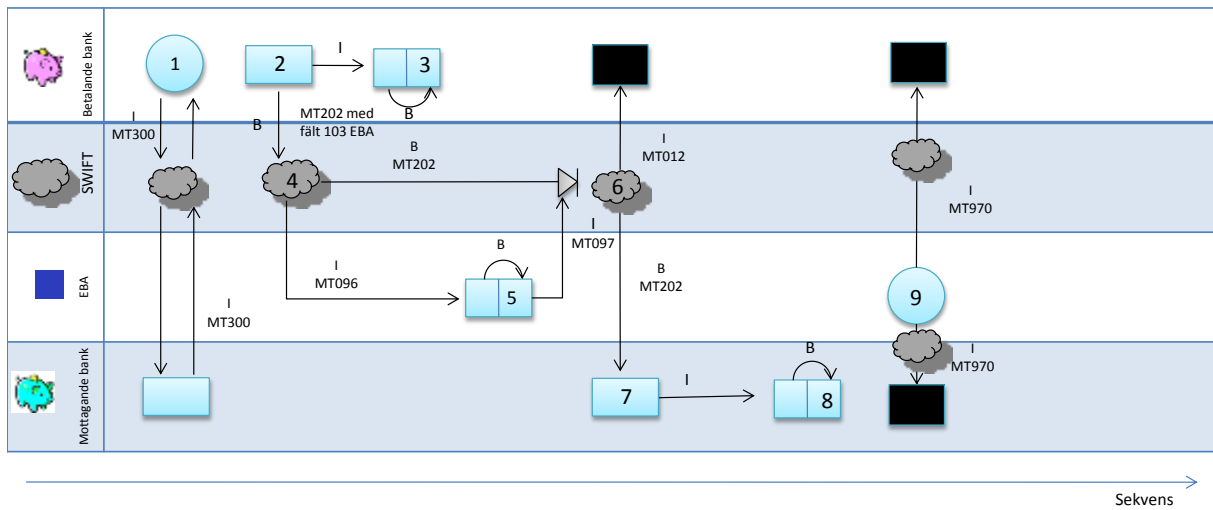 Betalande bank
1
I
MT300
2
I
3
B
B
MT202 med
fält 103 EBA
I
MT012
I
MT970
SWIFT
4
B
MT202
6
I
MT097
EBA
I
MT300
I
MT096
B
5
B
MT202
9
I
MT970
Mottagande bank
7
I
B
8
Sekvens